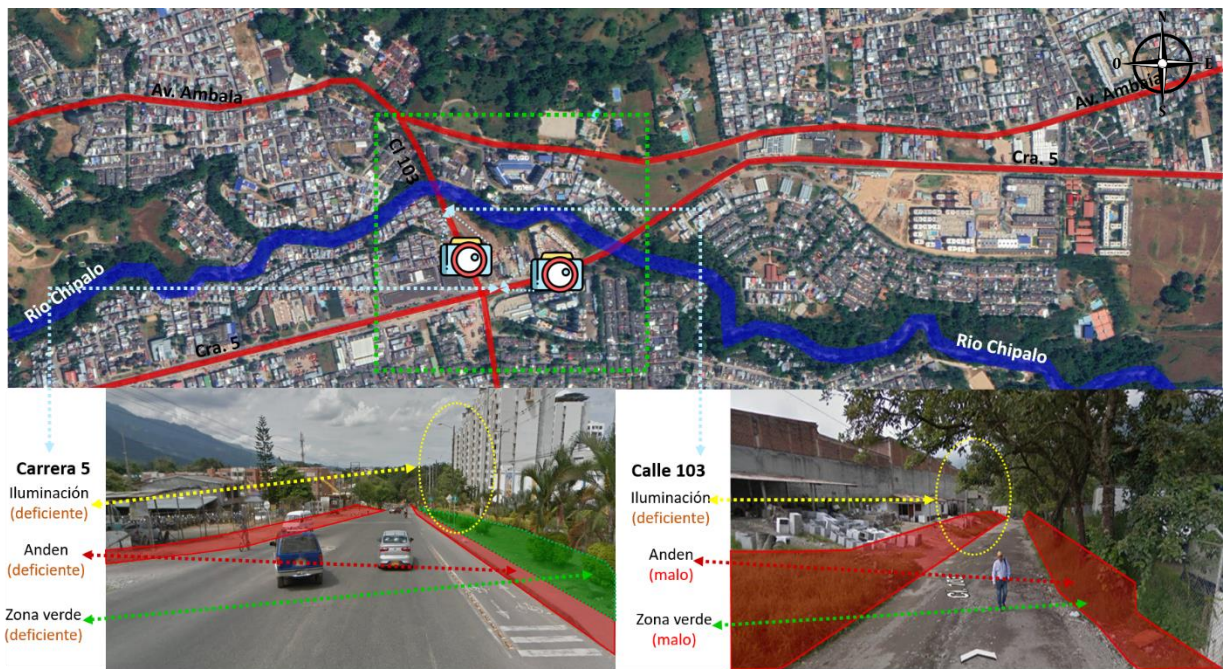 Av. Ambala
N
O
E
S
Av. Ambala
Cl 103
Cra. 5
Rio Chipalo
Cra. 5
Rio Chipalo
Carrera 5
Iluminación
(deficiente)
Anden
(deficiente)
Zona verde
(deficiente)
Calle 103
Iluminación
(deficiente)
Anden
(malo)
Zona verde
(malo)